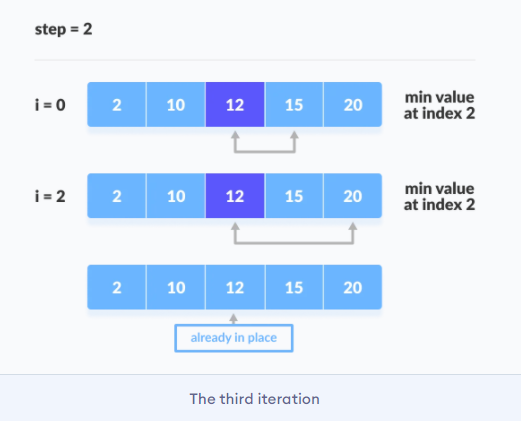 step = 2
i = 0 2 10 12 15 20 min value
at index 2
i = 2 2 10 12 15 20 min value
at index 2
2 10 12 15 20
already in place
The third iteration